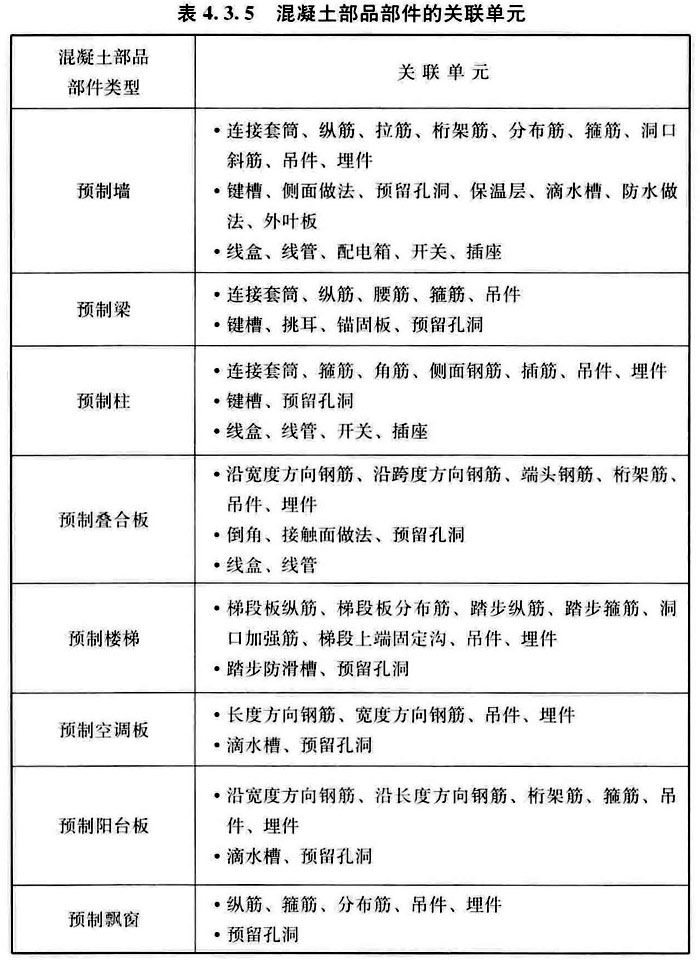 表4.3.5 混凝土部品部件的关联单元
混凝土部品
部件类型
关联单元
预制墙
•连接套筒、纵筋、拉筋、桁架筋、分布筋、箍筋、洞口
斜筋、吊件、埋件
•键槽、侧面做法、预留孔洞、保温层、滴水槽、防水做
法、外叶板
•线盒、线管、配电箱、开关、插座
预制梁
•连接套筒、纵筋、腰筋、箍筋、吊件
•键槽、挑耳、锚固板、预留孔洞
预制柱
•连接套筒、箍筋、角筋、侧面钢筋、插筋、吊件、埋件
•键槽、预留孔洞
•线盒、线管、开关、插座
预制叠合板
•沿宽度方向钢筋、沿跨度方向钢筋、端头钢筋、桁架筋、
吊件、埋件
•倒角、接触面做法、预留孔洞
•线盒、线管
预制楼梯
•梯段板纵筋、梯段板分布筋、踏步纵筋、踏步箍筋、洞
口加强筋、梯段上端固定沟、吊件、埋件
•踏步防滑槽、预留孔洞
预制空调板
•长度方向钢筋、宽度方向钢筋、吊件、埋件
•滴水槽、预留孔洞
预制阳台板
•沿宽度方向钢筋、沿长度方向钢筋、桁架筋、箍筋、吊
件、埋件
•滴水槽、预留孔洞
预制飘窗
•纵筋、箍筋、分布筋、吊件、埋件
•预留孔洞